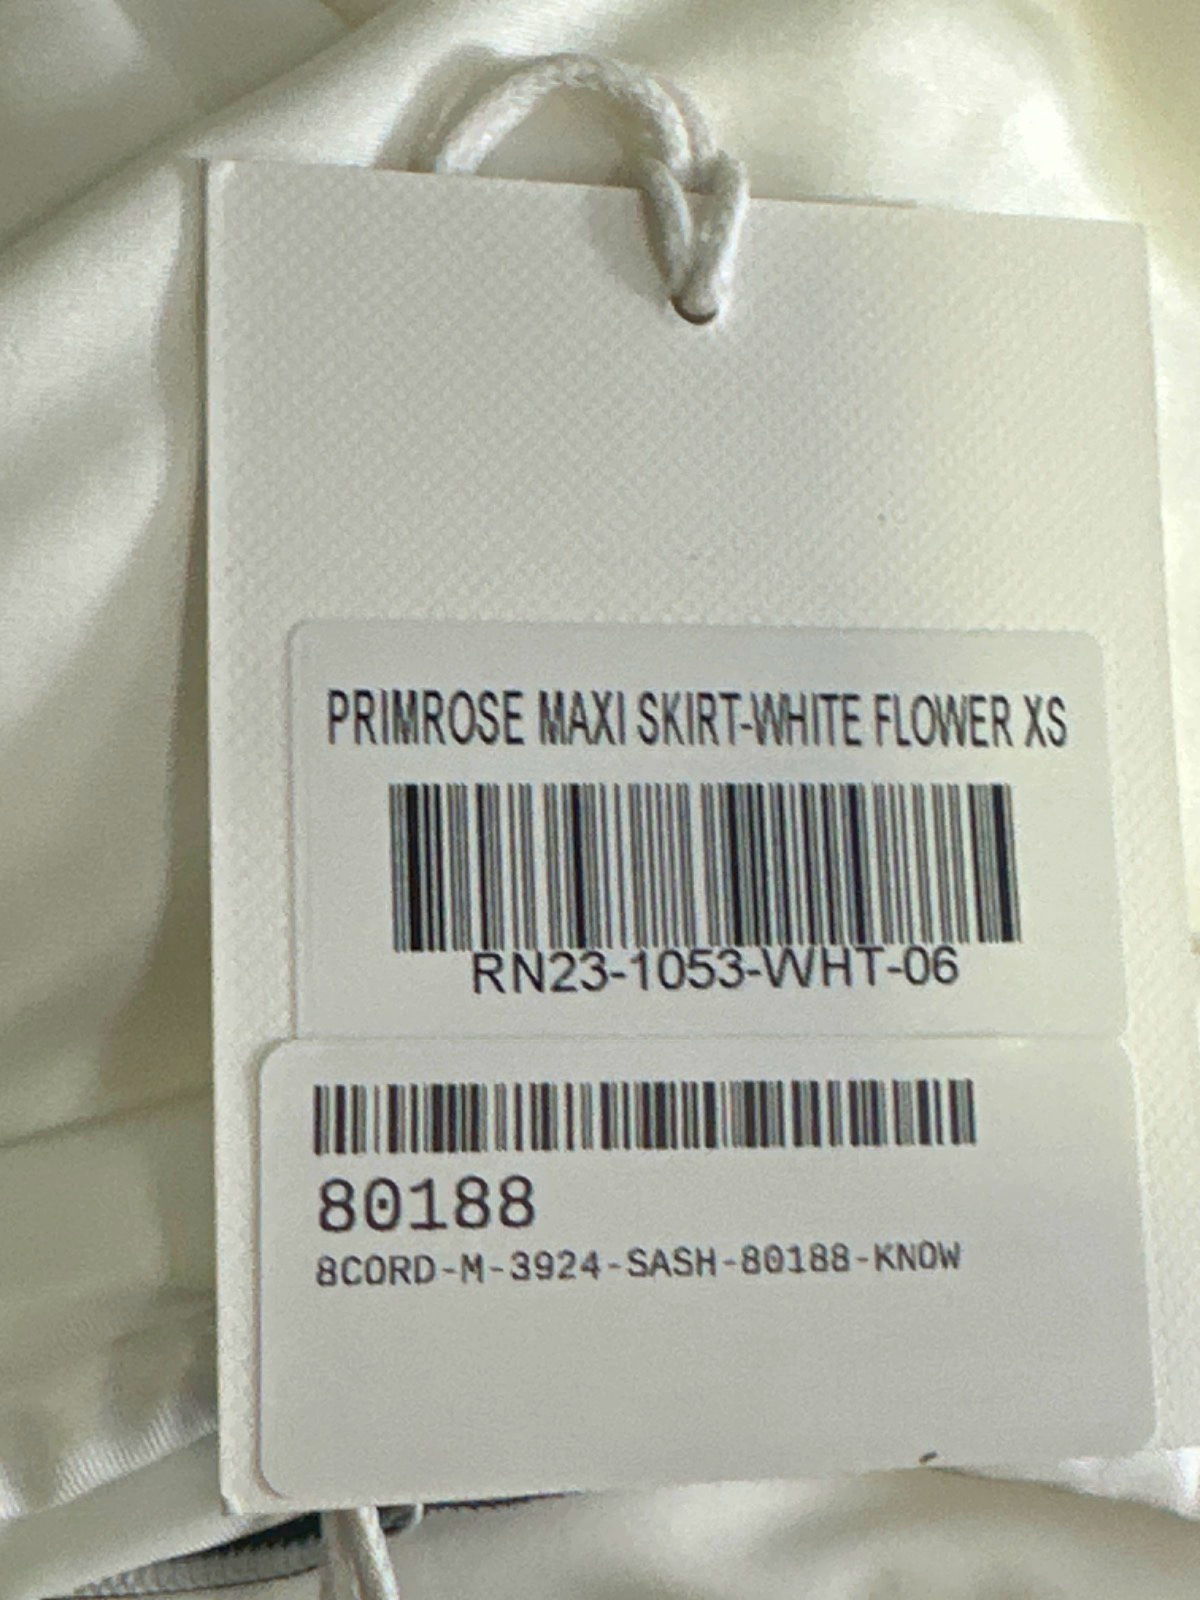 PRIMROSE MAXI SKIRT-WHITE FLOWER XS
RN23-1053-WHT-06
80188
8CORD-M-3924-SASH-80188-KNOW